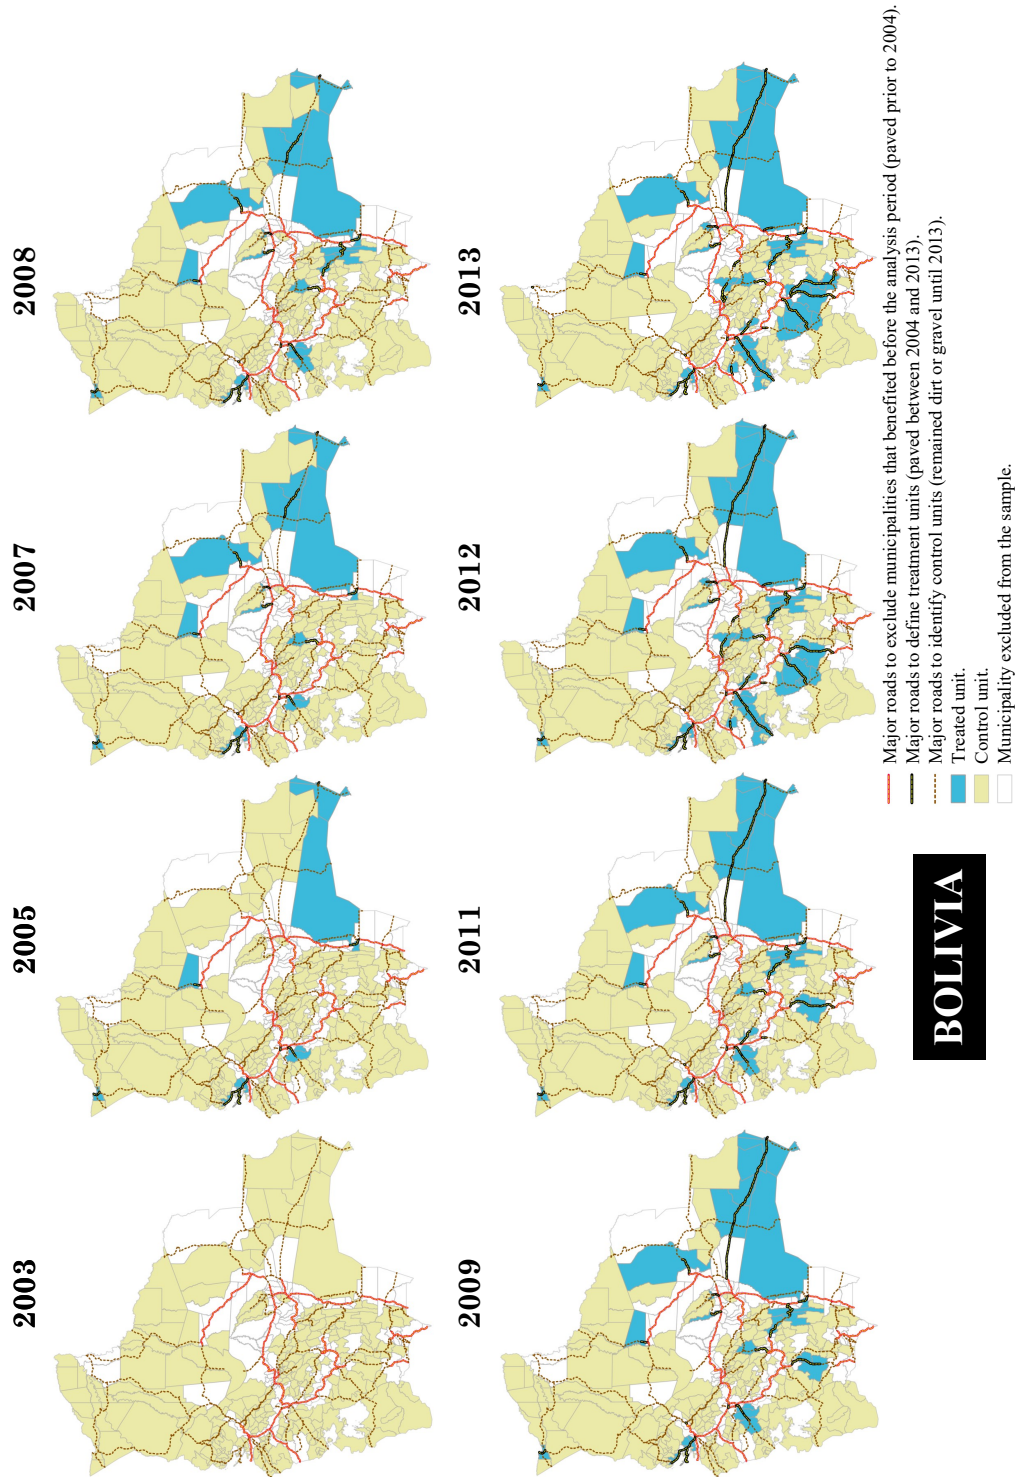 2003
2005
2007
2008
2009
2011
2012
2013
BOLIVIA
Major roads to exclude municipalities that benefited before the analysis period (paved prior to 2004).
Major roads to define treatment units (paved between 2004 and 2013).
Major roads to identify control units (remained dirt or gravel until 2013).
Treated unit.
Control unit.
Municipality excluded from the sample.